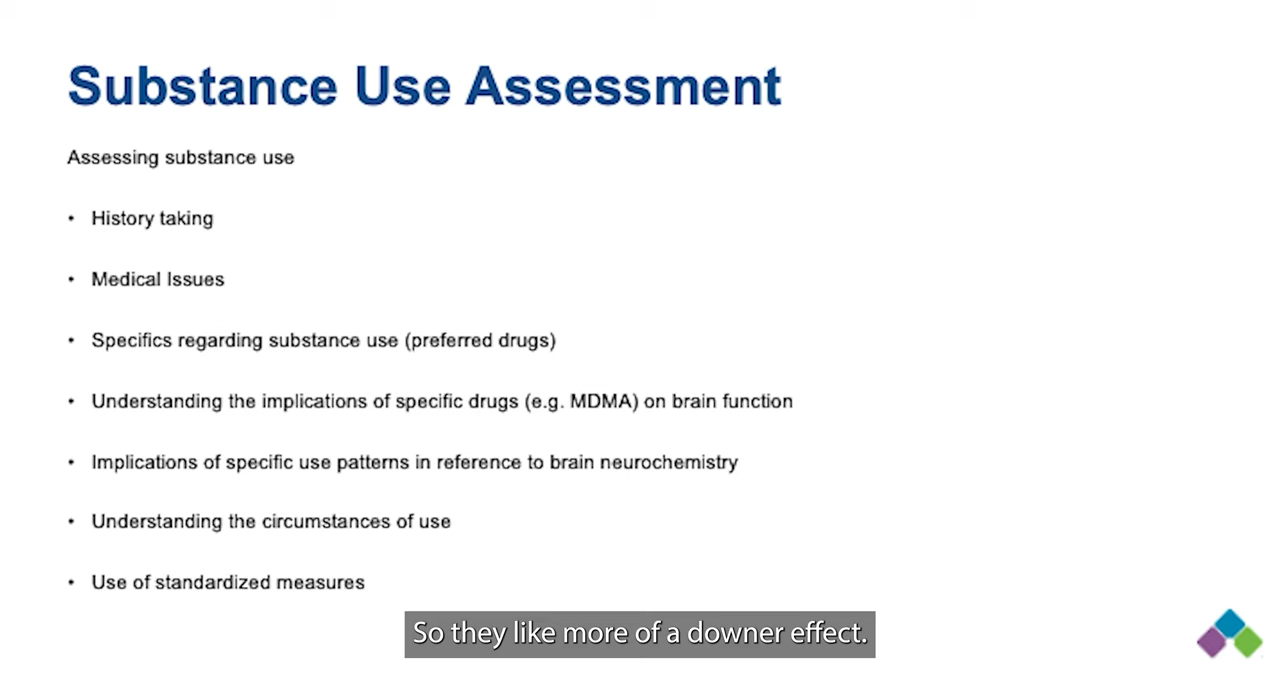 Substance Use Assessment
Assessing substance use
• History taking
• Medical Issues
• Specifics regarding substance use (preferred drugs)
• Understanding the implications of specific drugs (e.g. MDMA) on brain function
• Implications of specific use patterns in reference to brain neurochemistry
• Understanding the circumstances of use
• Use of standardized measures
So they like more of a downer effect.